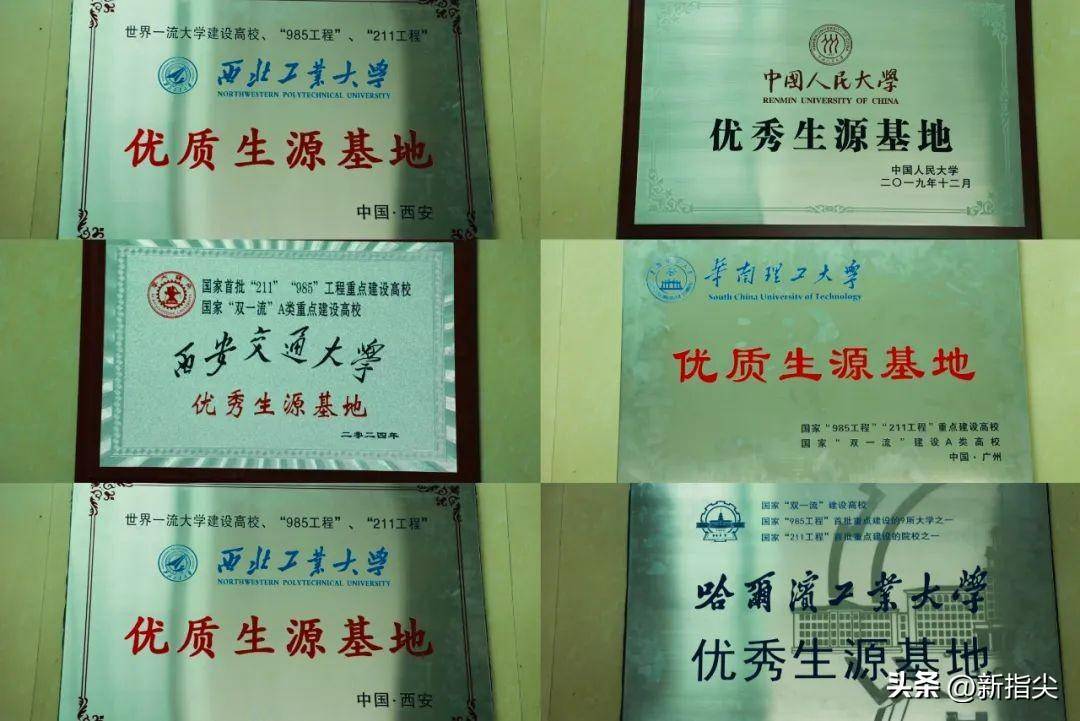 世界一流大学建设高校、“985工程”、“211工程”
西北工业大学
NORTHWESTERN POLYTECHNICAL UNIVERSITY
优质生源基地
中国·西安
中國人民大學
RENMIN UNIVERSITY OF CHINA
优秀生源基地
中国人民大学
二〇一九年十二月
国家首批“211”“985”工程重点建设高校
国家“双一流”A类重点建设高校
西安交通大學
优秀生源基地
二零二四年
華南理工大學
South China University of Technology
优质生源基地
国家“985工程”“211工程”重点建设高校
国家“双一流”建设A类高校
中国·广州
世界一流大学建设高校、“985工程”、“211工程”
西北工业大学
NORTHWESTERN POLYTECHNICAL UNIVERSITY
优质生源基地
中国·西安
国家“双一流”建设高校
国家“985工程”首批重点建设的9所大学之一
国家“211工程”首批重点建设的院校之一
哈爾濱工業大學
优秀生源基地
头条 @新指尖